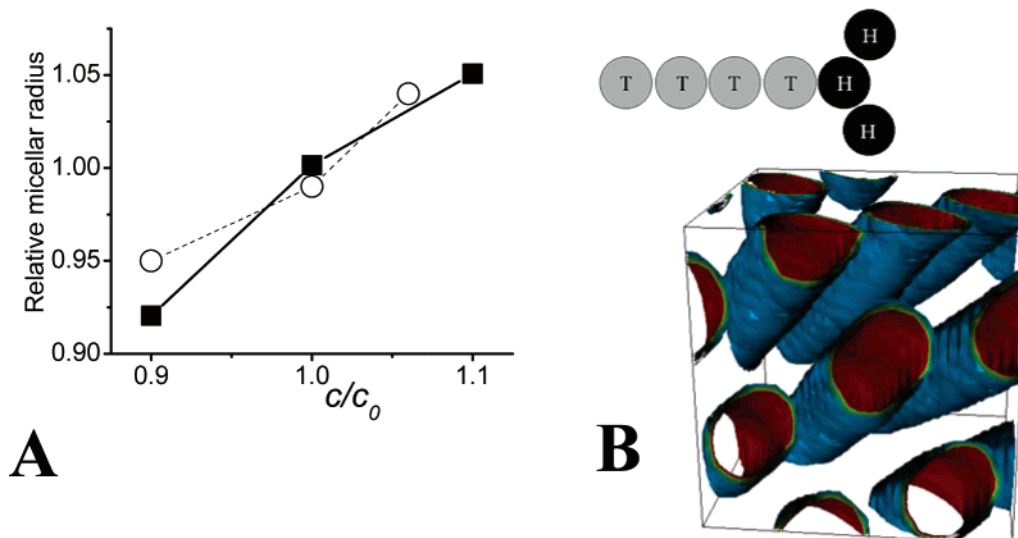 Relative micellar radius
1.05
1.00
0.95
0.90
0.9
1.0
1.1
c/c0
A
T T T T H
H
H
B